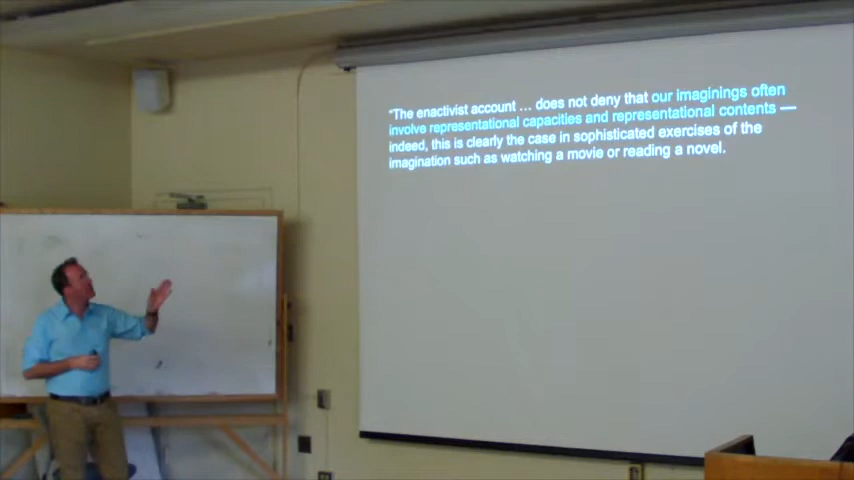 “The enactivist account … does not deny that our imaginings often
involve representational capacities and representational contents —
indeed, this is clearly the case in sophisticated exercises of the
imagination such as watching a movie or reading a novel.